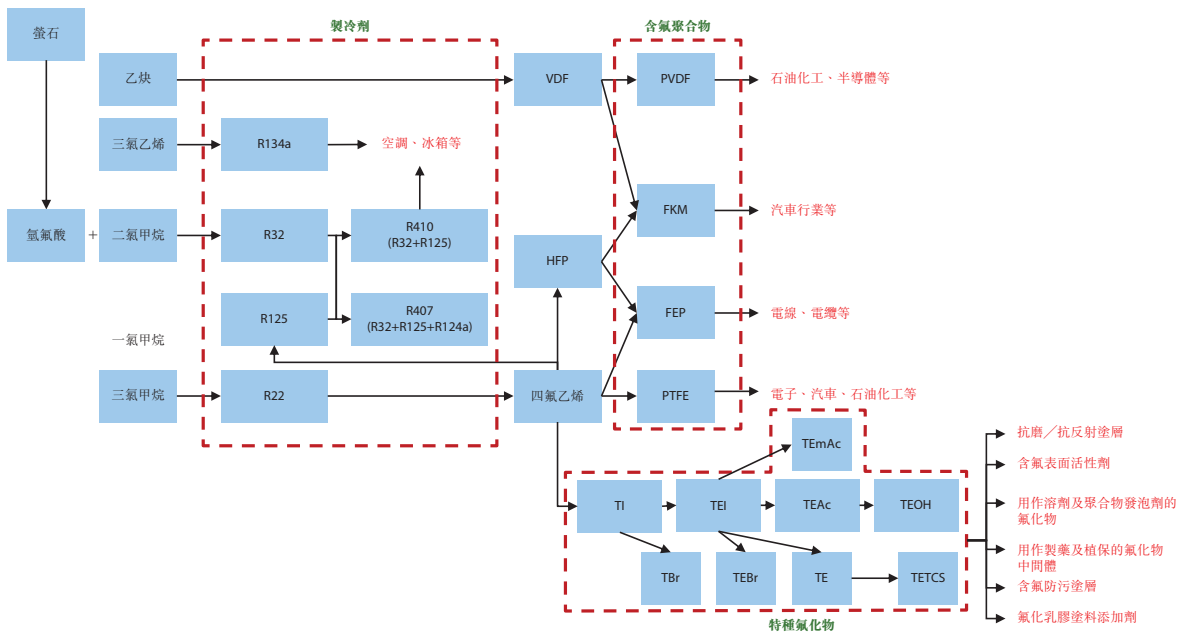 製冷劑
含氟聚合物
螢石
乙炔
VDF
PVDF
石油化工、半導體等
三氯乙烯
R134a
空調、冰箱等
氫氟酸
+
二氯甲烷
R32
R410
(R32+R125)
HFP
FKM
汽車行業等
R125
R407
(R32+R125+R124a)
FEP
電線、電纜等
一氯甲烷
三氯甲烷
R22
四氟乙烯
PTFE
電子、汽車、石油化工等
TEmAc
TI
TEI
TEAc
TEOH
TBr
TEBr
TE
TETCS
特種氟化物
抗磨／抗反射塗層
含氟表面活性劑
用作溶劑及聚合物發泡劑的
氟化物
用作製藥及植保的氟化物
中間體
含氟防污塗層
氟化乳膠塗料添加劑